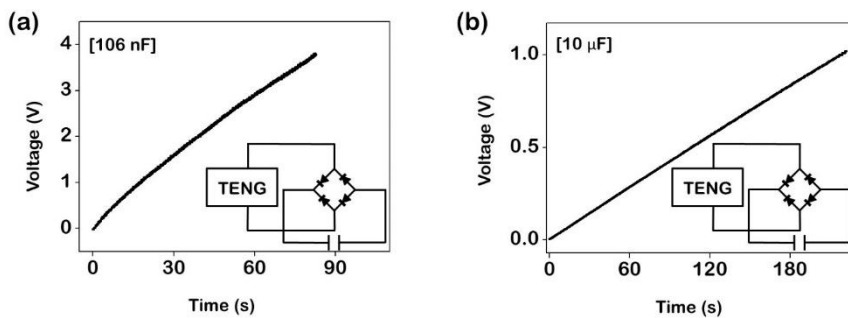 (a)
[106 nF]
Voltage (V)
4
3
2
1
0
TENG
0 30 60 90
Time (s)
(b)
[10 μF]
Voltage (V)
1.0
0.5
0.0
TENG
0 60 120 180
Time (s)